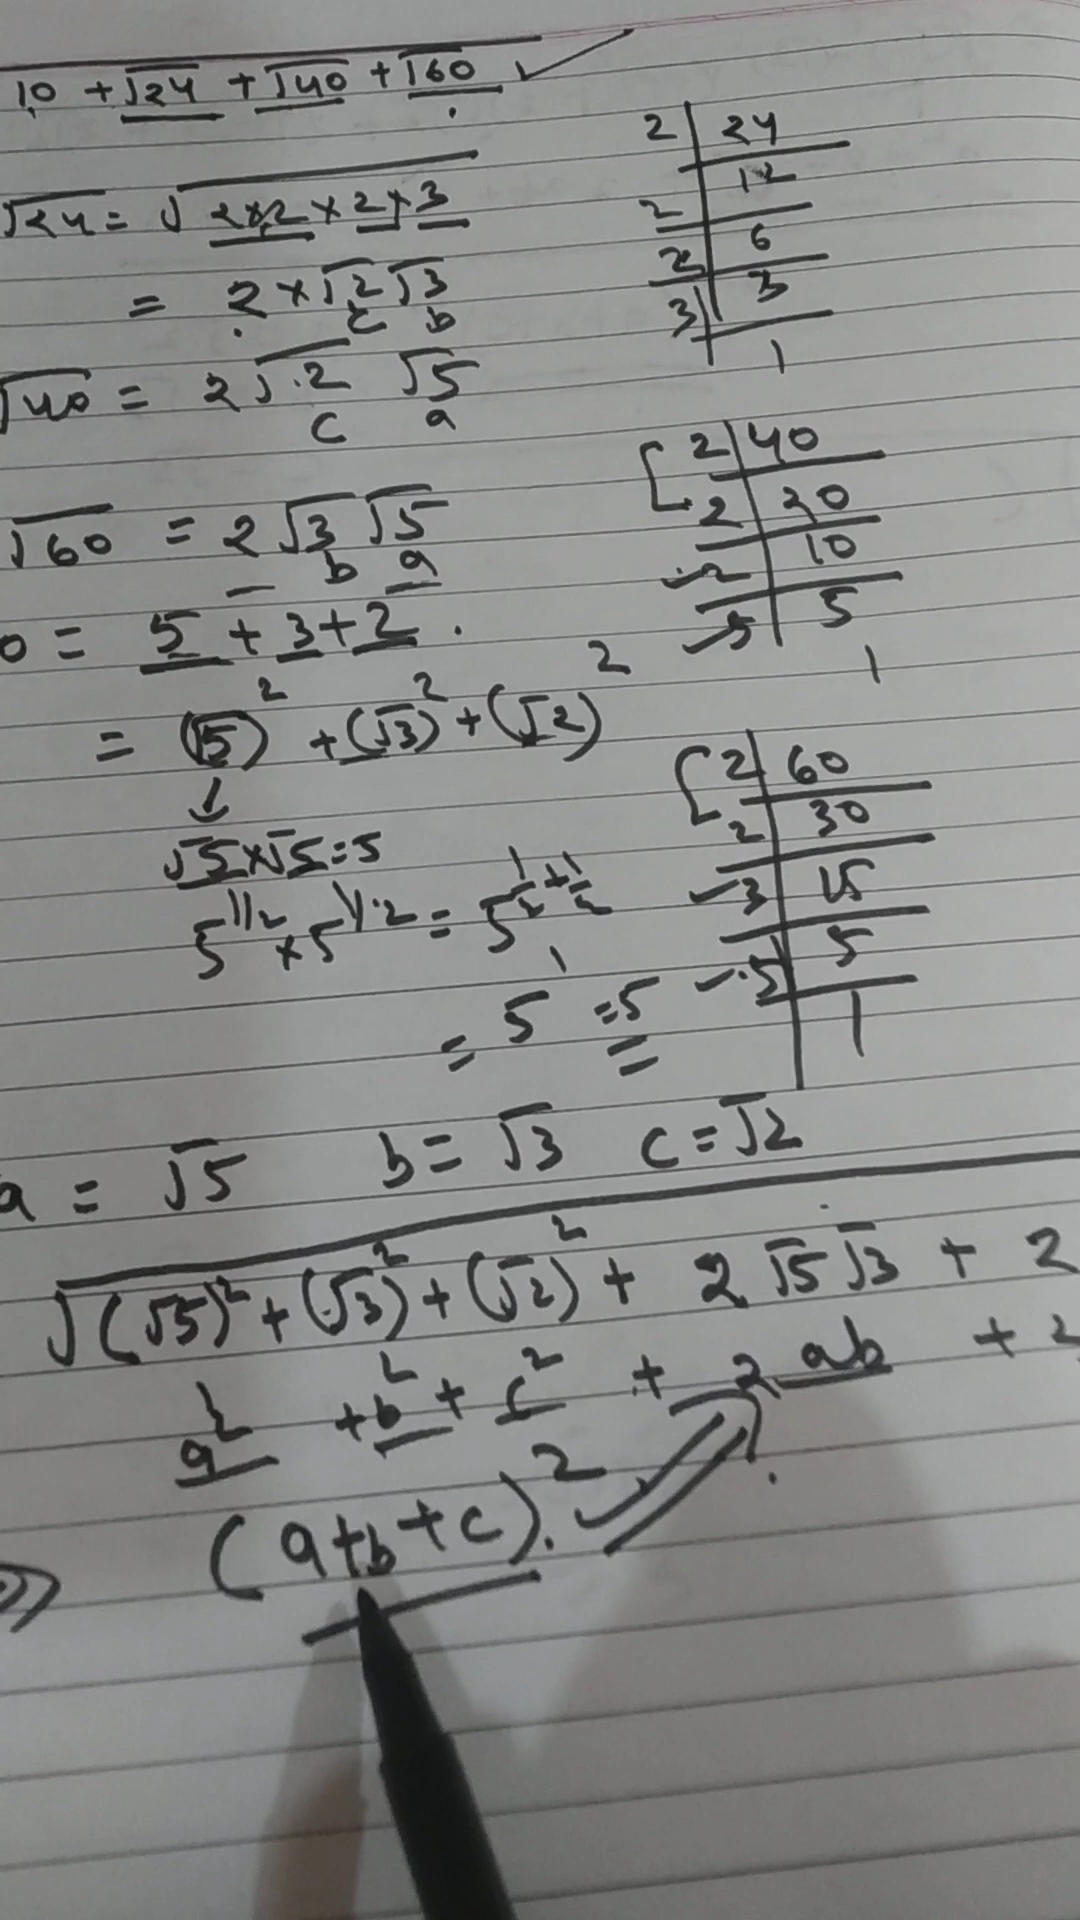 10 + √24 + √40 + √60
√24 = √2×2×2×3
= 2×√2√3
c b
√40 = 2√2 √5
c a
√60 = 2√3√5
b a
0 = 5 + 3 + 2.
= (√5)² + (√3)² + (√2)²
↓
√5×√5=5
5^1/2 × 5^1/2 = 5^(1/2+1/2)
= 5^1 = 5
a = √5 b = √3 c = √2
√(√5)² + (√3)² + (√2)² + 2√5√3 + 2
a² + b² + c² + 2ab + 2
(a+b+c)²
2 | 24
2 | 12
2 | 6
3 | 3
1
2 | 40
2 | 20
2 | 10
5 | 5
1
2 | 60
2 | 30
3 | 15
5 | 5
1